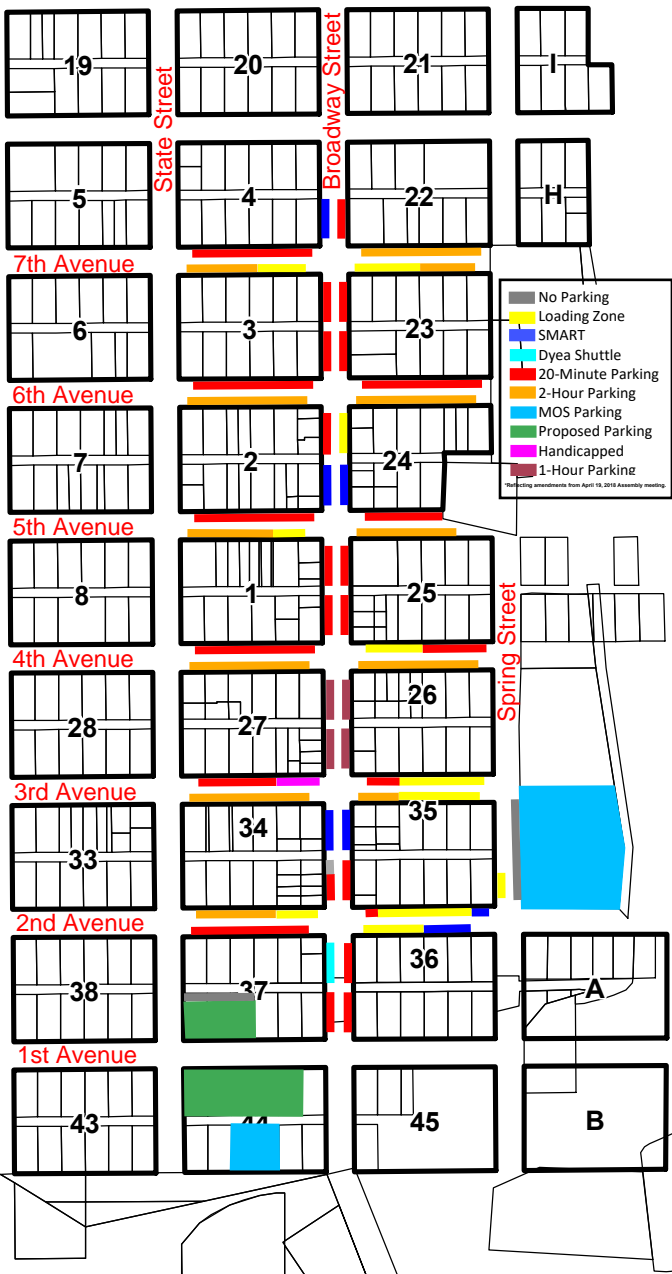 19
20
21
I
State Street
Broadway Street
5
4
22
H
7th Avenue
6
3
23
No Parking
Loading Zone
SMART
Dyea Shuttle
20-Minute Parking
2-Hour Parking
MOS Parking
Proposed Parking
Handicapped
1-Hour Parking
*Reflecting amendments from April 19, 2018 Assembly meeting.
6th Avenue
7
2
24
5th Avenue
8
1
25
Spring Street
4th Avenue
28
27
26
3rd Avenue
33
34
35
2nd Avenue
38
37
36
A
1st Avenue
43
44
45
B